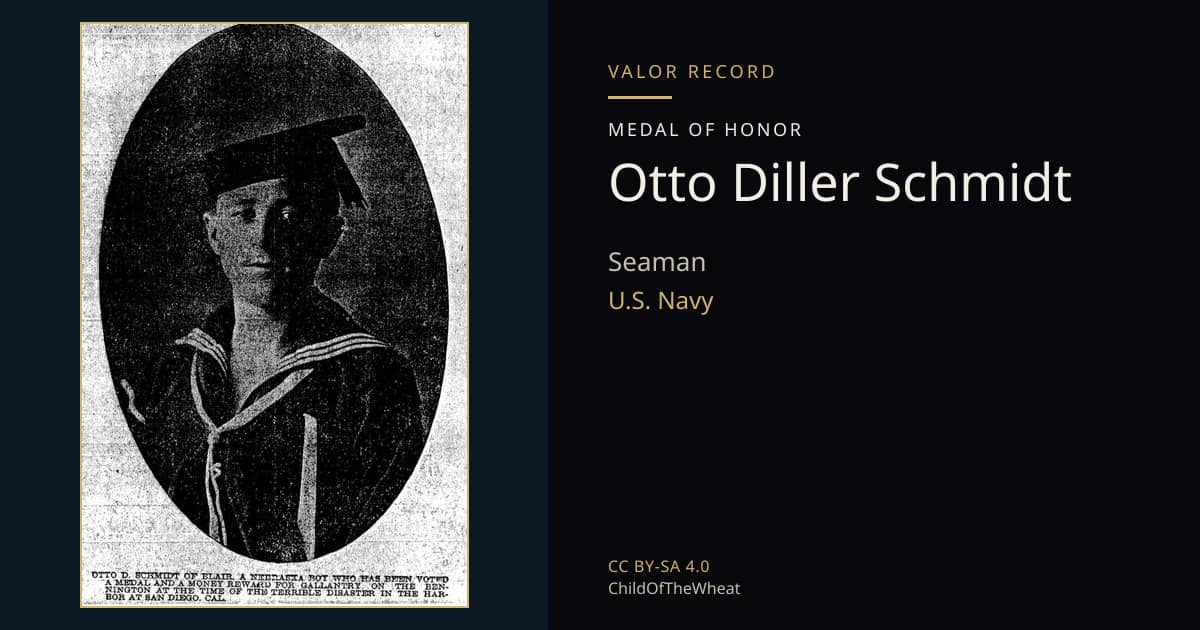 VALOR RECORD
MEDAL OF HONOR
Otto Diller Schmidt
Seaman
U.S. Navy
CC BY-SA 4.0
ChildOfTheWheat
OTTO D. SCHMIDT OF BLAIR, A NEBRASKA BOY WHO HAS BEEN VOTED
A MEDAL AND A MONEY REWARD FOR GALLANTRY ON THE BEN-
NINGTON AT THE TIME OF THE TERRIBLE DISASTER IN THE HAR-
BOR AT SAN DIEGO, CAL.